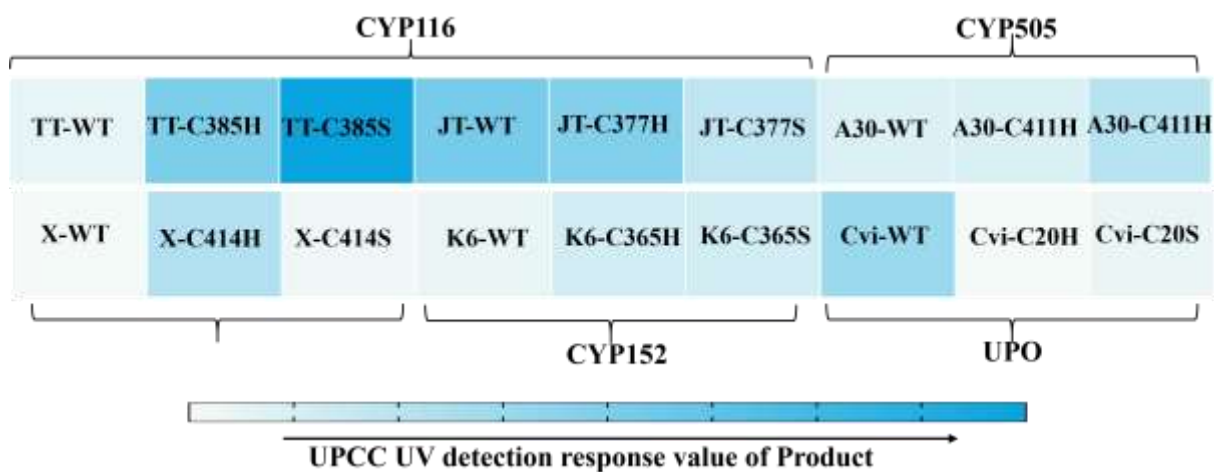 CYP116 CYP505
TT-WT TT-C385H TT-C385S JT-WT JT-C377H JT-C377S A30-WT A30-C411H A30-C411H
X-WT X-C414H X-C414S K6-WT K6-C365H K6-C365S Cvi-WT Cvi-C20H Cvi-C20S
CYP152 UPO
UPCC UV detection response value of Product